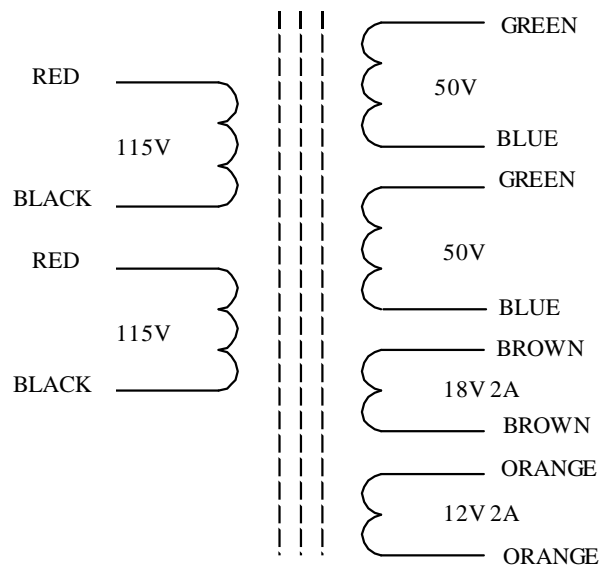 RED
115V
BLACK
RED
115V
BLACK
GREEN
50V
BLUE
GREEN
50V
BLUE
BROWN
18V 2A
BROWN
ORANGE
12V 2A
ORANGE